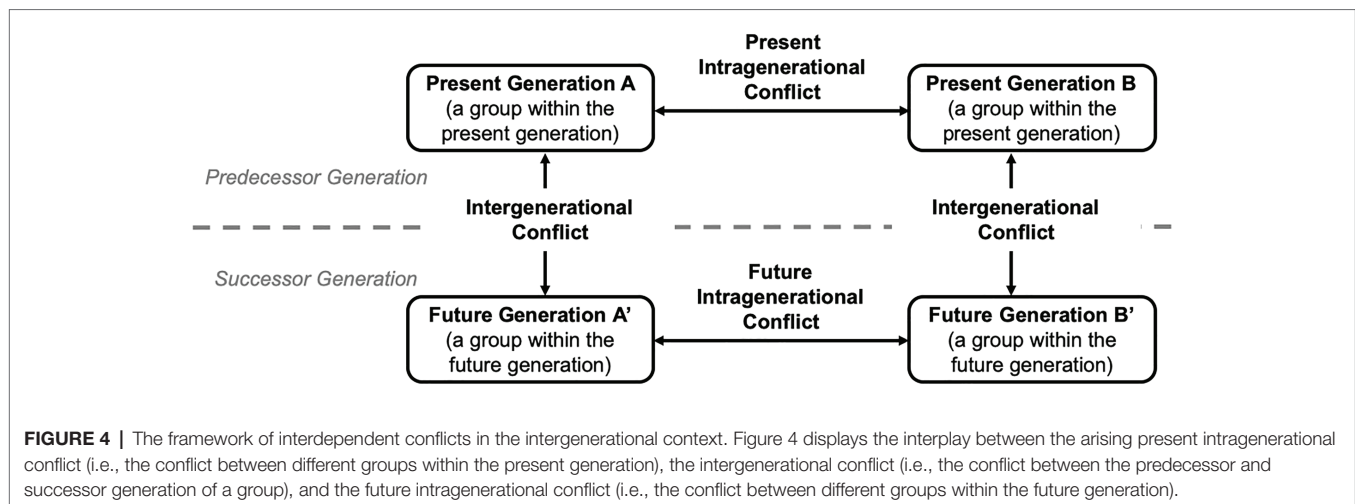 Present
Intragenerational
Conflict
Present Generation A
(a group within the
present generation)
Present Generation B
(a group within the
present generation)
Predecessor Generation
Intergenerational
Conflict
Intergenerational
Conflict
Successor Generation
Future
Intragenerational
Conflict
Future Generation A’
(a group within the
future generation)
Future Generation B’
(a group within the
future generation)
FIGURE 4 | The framework of interdependent conflicts in the intergenerational context. Figure 4 displays the interplay between the arising present intragenerational
conflict (i.e., the conflict between different groups within the present generation), the intergenerational conflict (i.e., the conflict between the predecessor and
successor generation of a group), and the future intragenerational conflict (i.e., the conflict between different groups within the future generation).